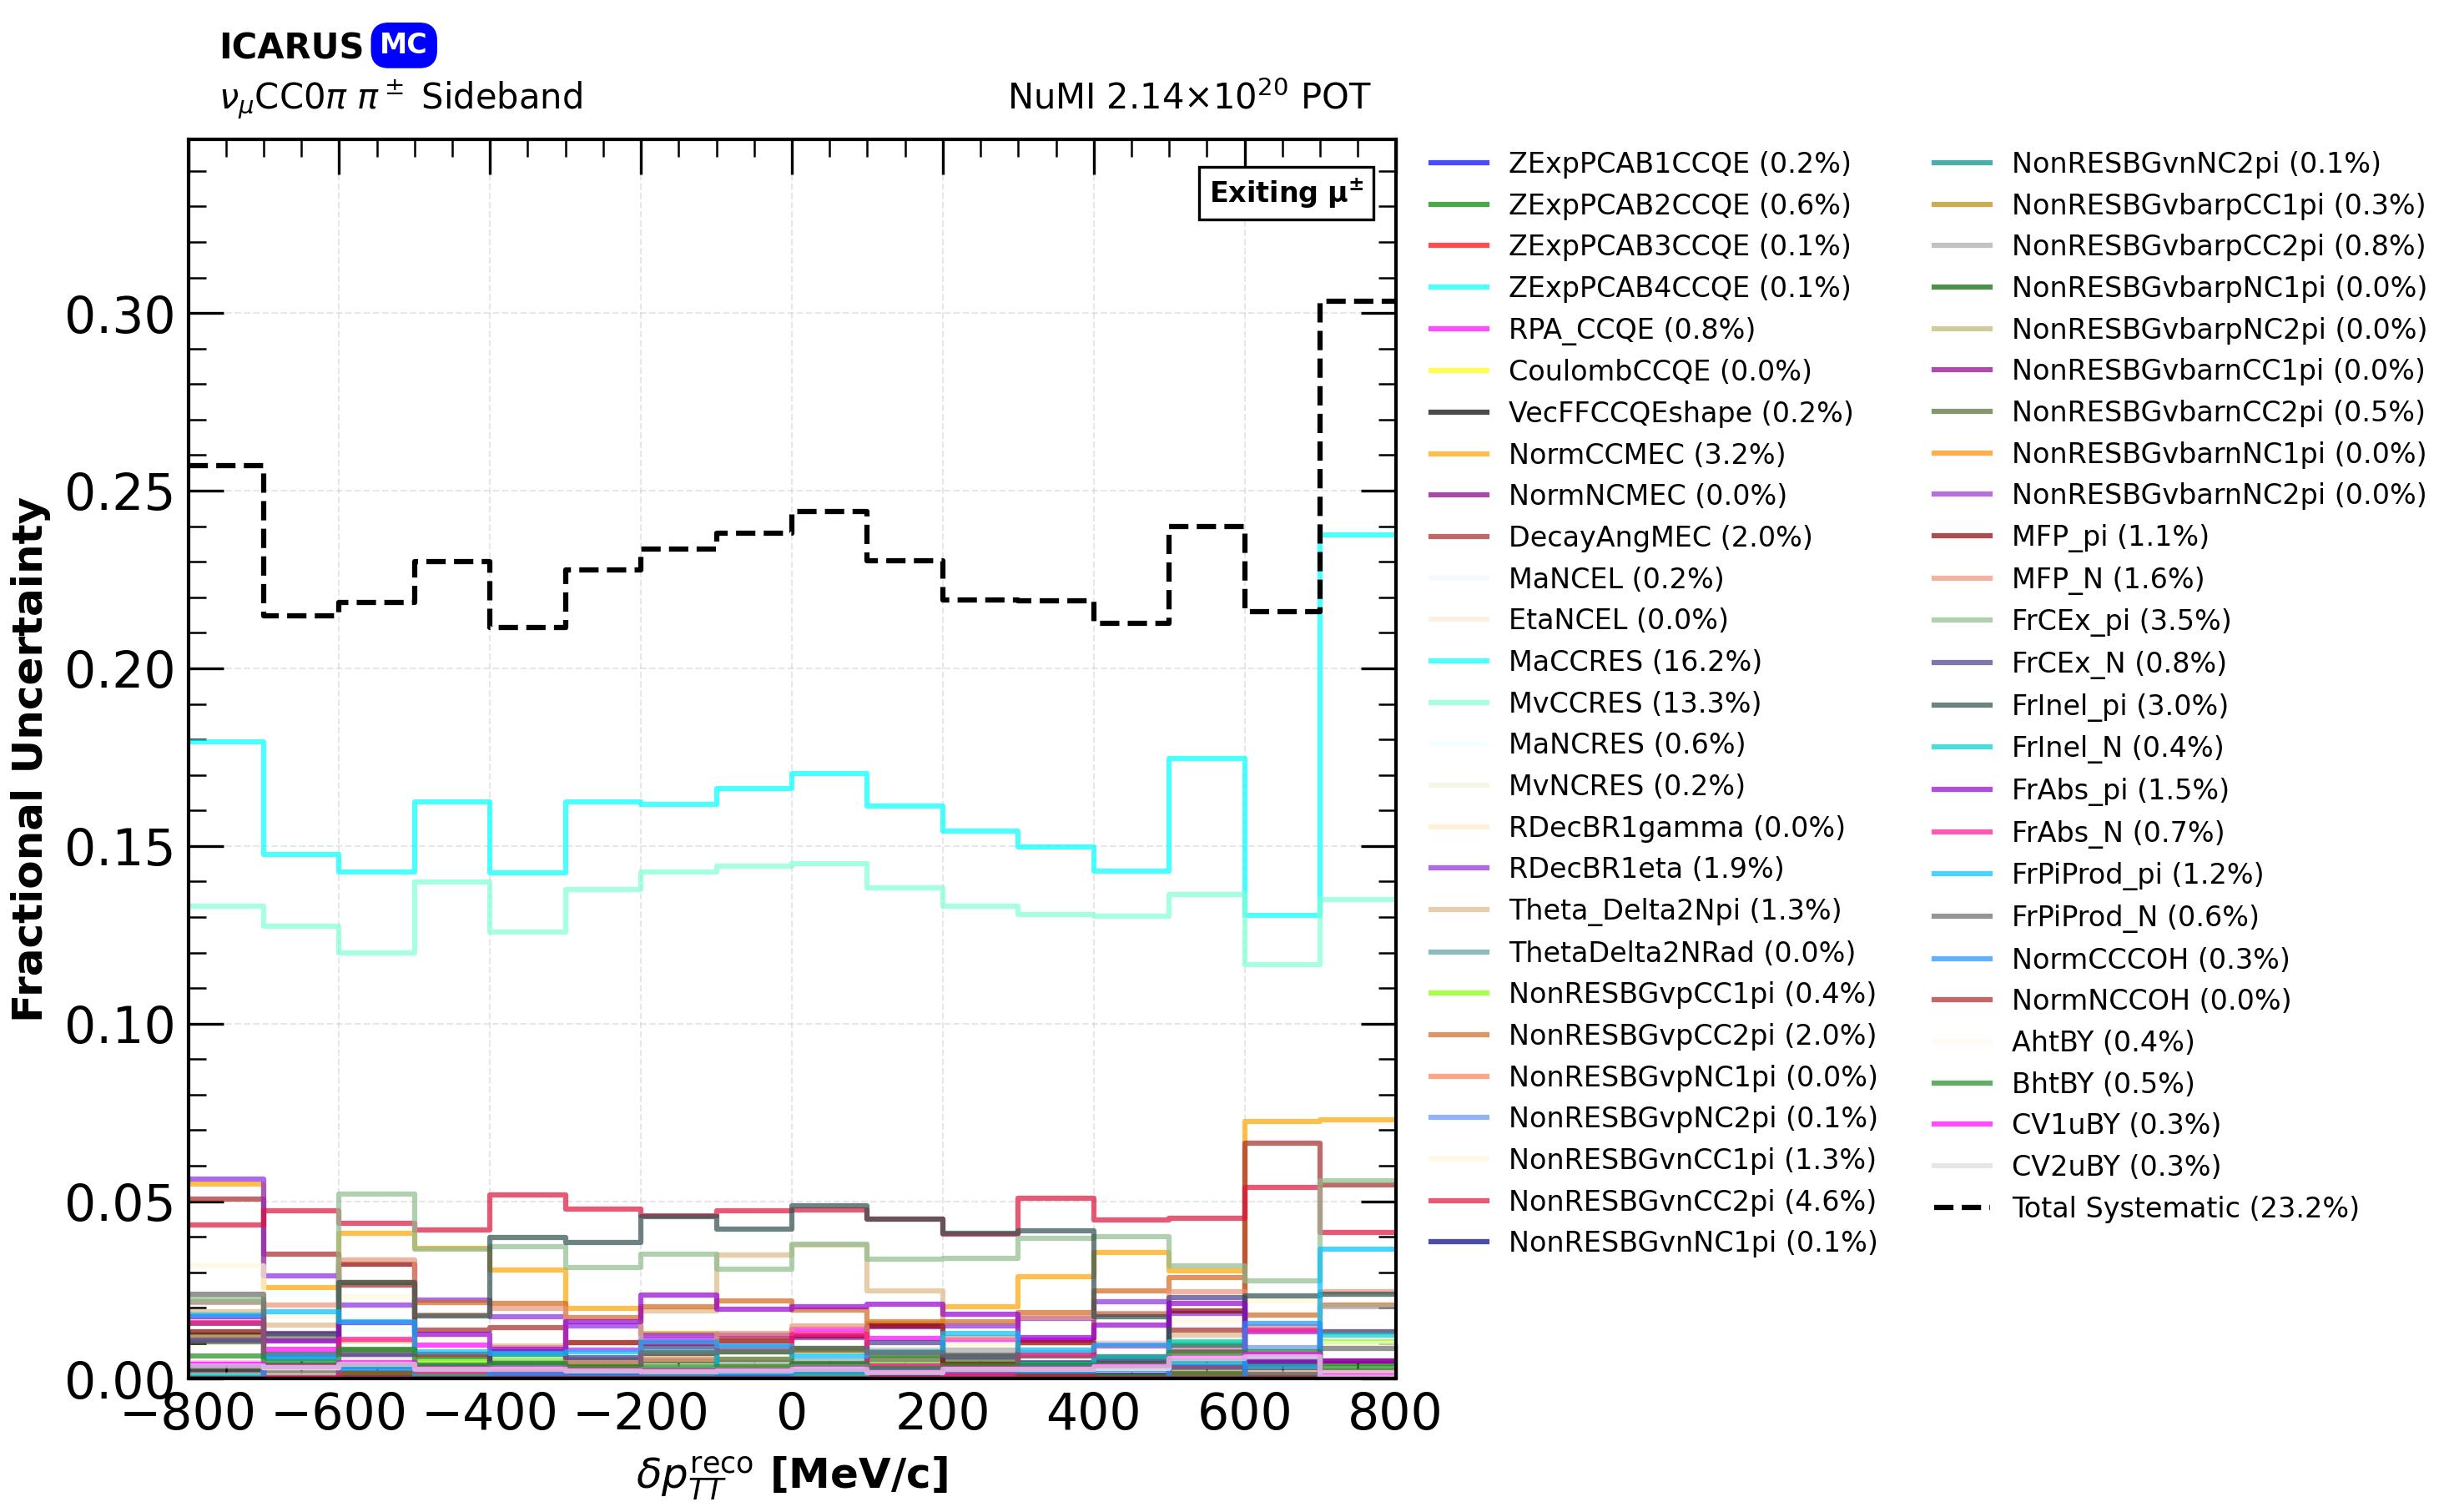 ICARUS MC
νμCC0π π± Sideband
NuMI 2.14×10²⁰ POT
Exiting μ±
Fractional Uncertainty
0.30
0.25
0.20
0.15
0.10
0.05
0.00
−800 −600 −400 −200 0 200 400 600 800
δp_TT^reco [MeV/c]
ZExpPCAB1CCQE (0.2%)
ZExpPCAB2CCQE (0.6%)
ZExpPCAB3CCQE (0.1%)
ZExpPCAB4CCQE (0.1%)
RPA_CCQE (0.8%)
CoulombCCQE (0.0%)
VecFFCCQEshape (0.2%)
NormCCMEC (3.2%)
NormNCMEC (0.0%)
DecayAngMEC (2.0%)
MaNCEL (0.2%)
EtaNCEL (0.0%)
MaCCRES (16.2%)
MvCCRES (13.3%)
MaNCRES (0.6%)
MvNCRES (0.2%)
RDecBR1gamma (0.0%)
RDecBR1eta (1.9%)
Theta_Delta2Npi (1.3%)
ThetaDelta2NRad (0.0%)
NonRESBGvpCC1pi (0.4%)
NonRESBGvpCC2pi (2.0%)
NonRESBGvpNC1pi (0.0%)
NonRESBGvpNC2pi (0.1%)
NonRESBGvnCC1pi (1.3%)
NonRESBGvnCC2pi (4.6%)
NonRESBGvnNC1pi (0.1%)
NonRESBGvnNC2pi (0.1%)
NonRESBGvbarpCC1pi (0.3%)
NonRESBGvbarpCC2pi (0.8%)
NonRESBGvbarpNC1pi (0.0%)
NonRESBGvbarpNC2pi (0.0%)
NonRESBGvbarnCC1pi (0.0%)
NonRESBGvbarnCC2pi (0.5%)
NonRESBGvbarnNC1pi (0.0%)
NonRESBGvbarnNC2pi (0.0%)
MFP_pi (1.1%)
MFP_N (1.6%)
FrCEx_pi (3.5%)
FrCEx_N (0.8%)
FrInel_pi (3.0%)
FrInel_N (0.4%)
FrAbs_pi (1.5%)
FrAbs_N (0.7%)
FrPiProd_pi (1.2%)
FrPiProd_N (0.6%)
NormCCCOH (0.3%)
NormNCCOH (0.0%)
AhtBY (0.4%)
BhtBY (0.5%)
CV1uBY (0.3%)
CV2uBY (0.3%)
Total Systematic (23.2%)